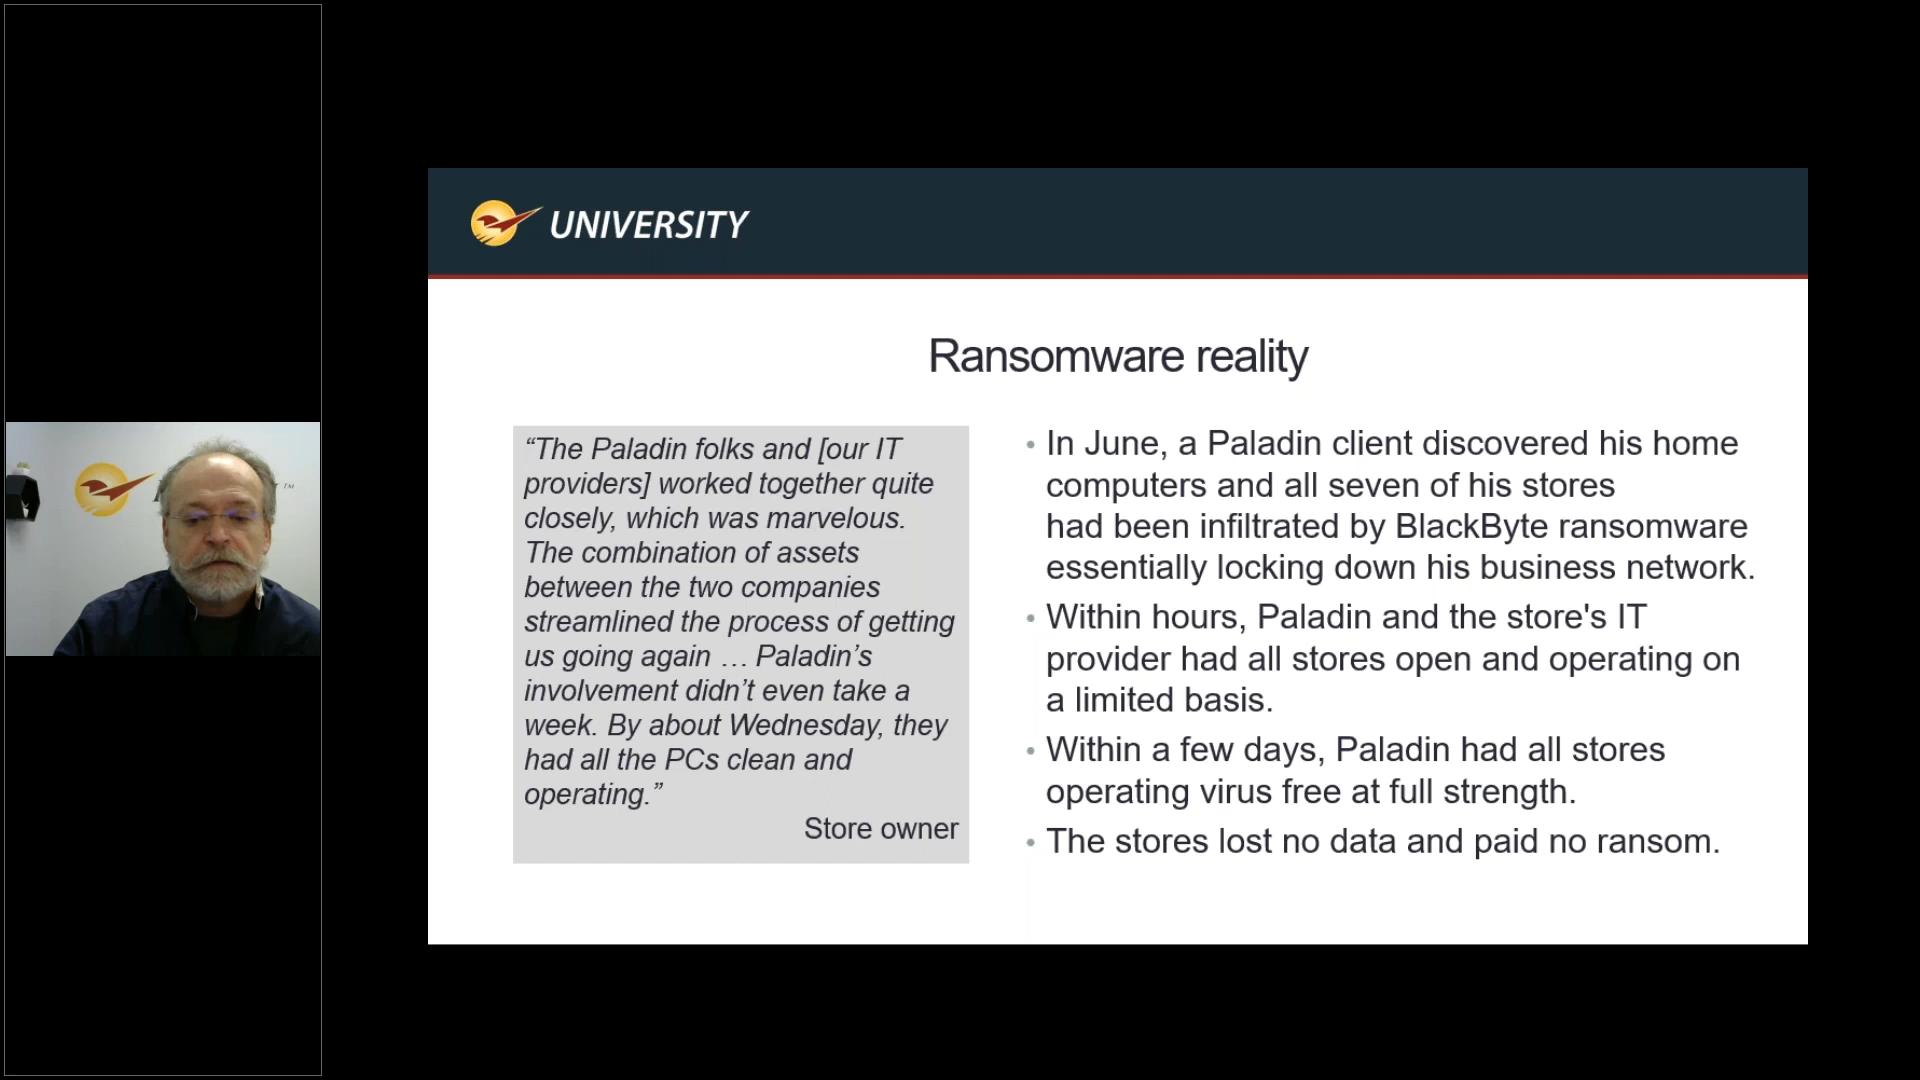 UNIVERSITY
Ransomware reality
“The Paladin folks and [our IT
providers] worked together quite
closely, which was marvelous.
The combination of assets
between the two companies
streamlined the process of getting
us going again … Paladin’s
involvement didn’t even take a
week. By about Wednesday, they
had all the PCs clean and
operating.”
Store owner
• In June, a Paladin client discovered his home
computers and all seven of his stores
had been infiltrated by BlackByte ransomware
essentially locking down his business network.
• Within hours, Paladin and the store's IT
provider had all stores open and operating on
a limited basis.
• Within a few days, Paladin had all stores
operating virus free at full strength.
• The stores lost no data and paid no ransom.
TM